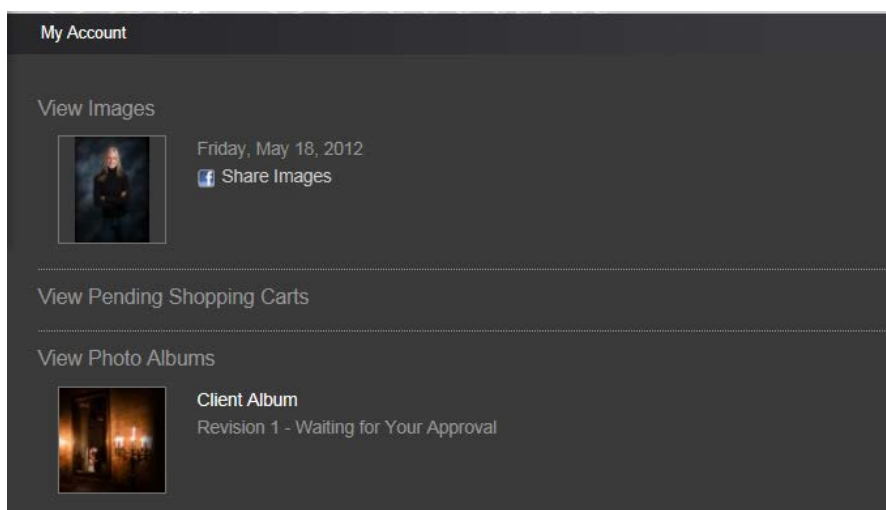 My Account
View Images
Friday, May 18, 2012
Share Images
View Pending Shopping Carts
View Photo Albums
Client Album
Revision 1 - Waiting for Your Approval